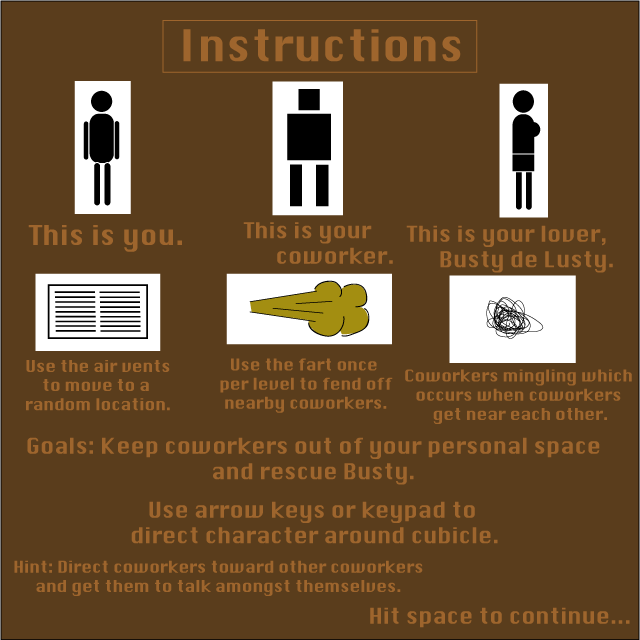 Instructions
This is you.
This is your
coworker.
This is your lover,
Busty de Lusty.
Use the air vents
to move to a
random location.
Use the fart once
per level to fend off
nearby coworkers.
Coworkers mingling which
occurs when coworkers
get near each other.
Goals: Keep coworkers out of your personal space
and rescue Busty.
Use arrow keys or keypad to
direct character around cubicle.
Hint: Direct coworkers toward other coworkers
and get them to talk amongst themselves.
Hit space to continue...